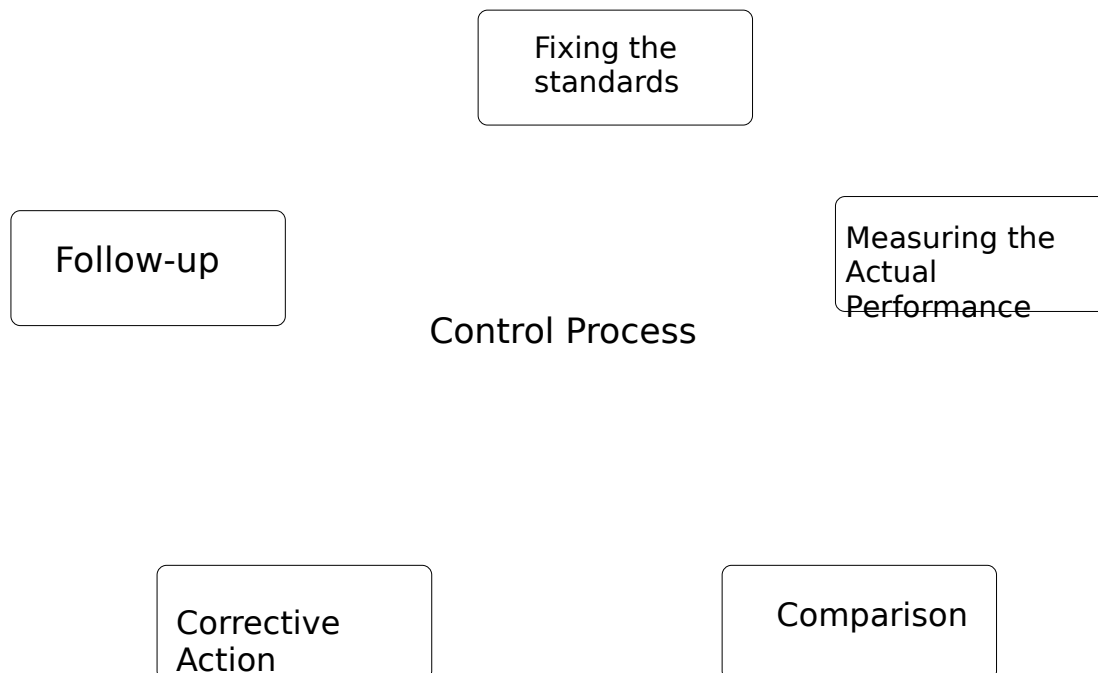 Fixing the
standards
Measuring the
Actual
Performance
Follow-up
Control Process
Comparison
Corrective
Action